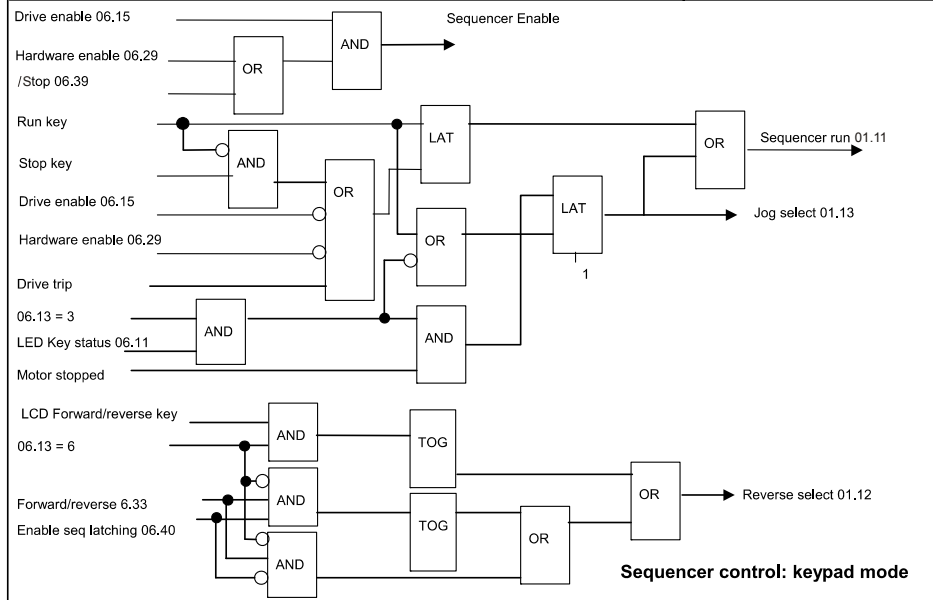 Drive enable 06.15
Sequencer Enable
AND
Hardware enable 06.29
OR
/Stop 06.39
Run key
LAT
OR
Sequencer run 01.11
Stop key
AND
OR
Drive enable 06.15
LAT
Jog select 01.13
Hardware enable 06.29
OR
1
Drive trip
06.13 = 3
AND
AND
LED Key status 06.11
Motor stopped
LCD Forward/reverse key
AND
TOG
06.13 = 6
OR
Reverse select 01.12
Forward/reverse 6.33
AND
TOG
Enable seq latching 06.40
OR
AND
Sequencer control: keypad mode